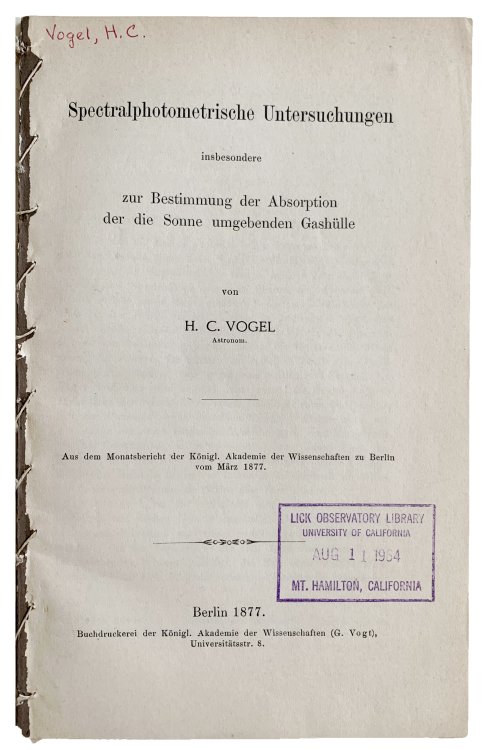 Vogel, H.C.
Spectralphotometrische Untersuchungen
insbesondere
zur Bestimmung der Absorption
der die Sonne umgebenden Gashülle
von
H. C. VOGEL
Astronom.
Aus dem Monatsbericht der Königl. Akademie der Wissenschaften zu Berlin
vom März 1877.
LICK OBSERVATORY LIBRARY
UNIVERSITY OF CALIFORNIA
AUG 11 1954
MT. HAMILTON, CALIFORNIA
Berlin 1877.
Buchdruckerei der Königl. Akademie der Wissenschaften (G. Vogt),
Universitätsstr. 8.